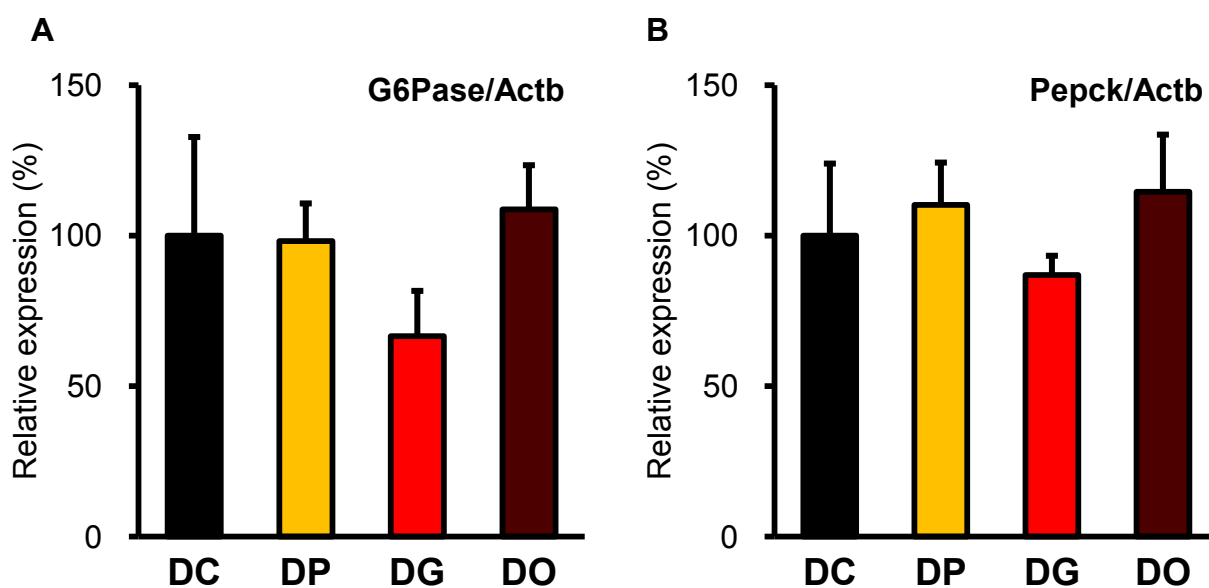 A
G6Pase/Actb
Relative expression (%)
150
100
50
0
DC DP DG DO
B
Pepck/Actb
Relative expression (%)
150
100
50
0
DC DP DG DO